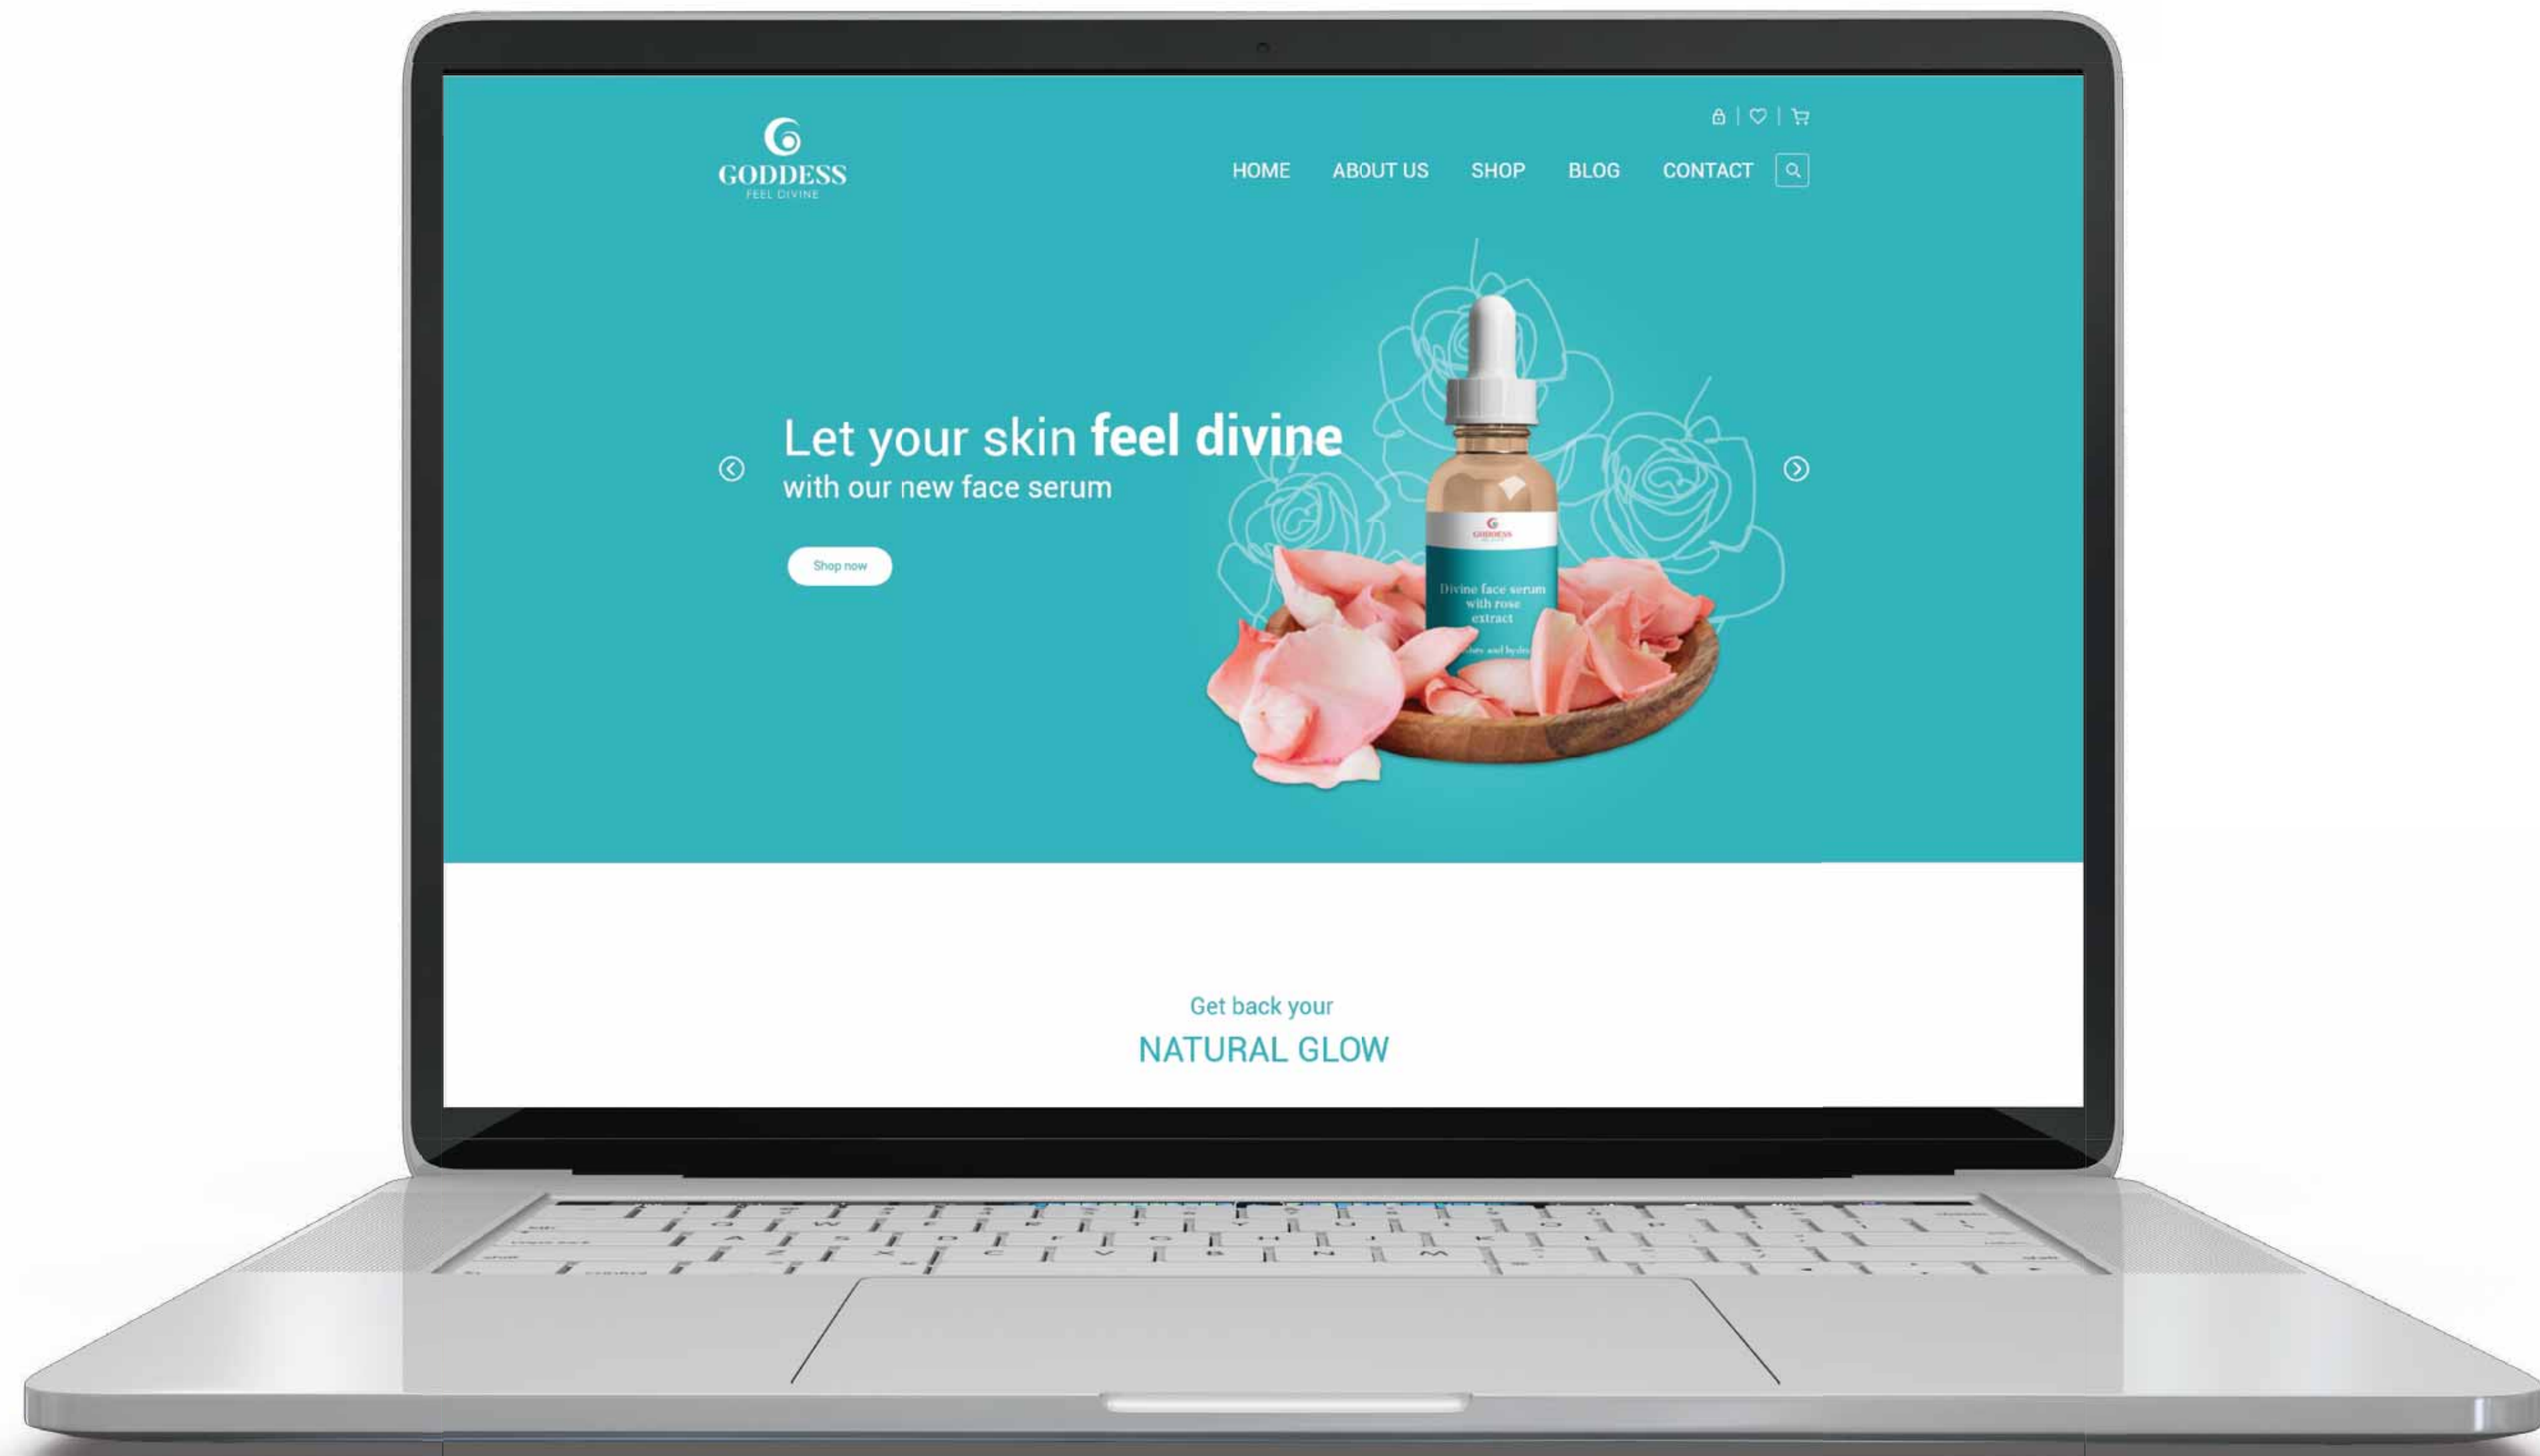 GODDESS
FEEL DIVINE
HOME ABOUT US SHOP BLOG CONTACT
Let your skin feel divine
with our new face serum
Shop now
GODDESS
Divine face serum
with rose
extract
and
Get back your
NATURAL GLOW
Q W E R T Y U I O P
A S D F G H J K L
Z X C V B N M